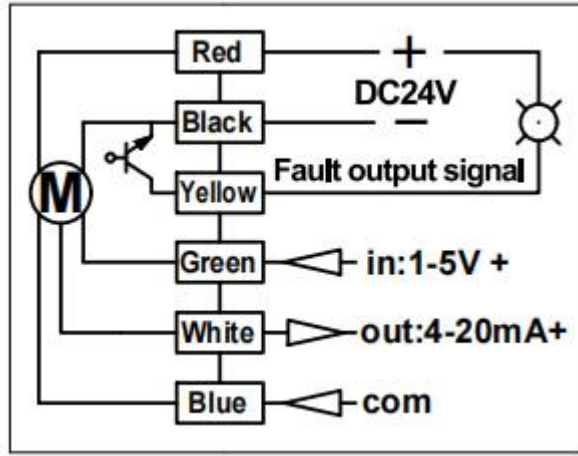 Red +
DC24V
Black −
Fault output signal
Yellow
M
Green in:1-5V +
White out:4-20mA+
Blue com